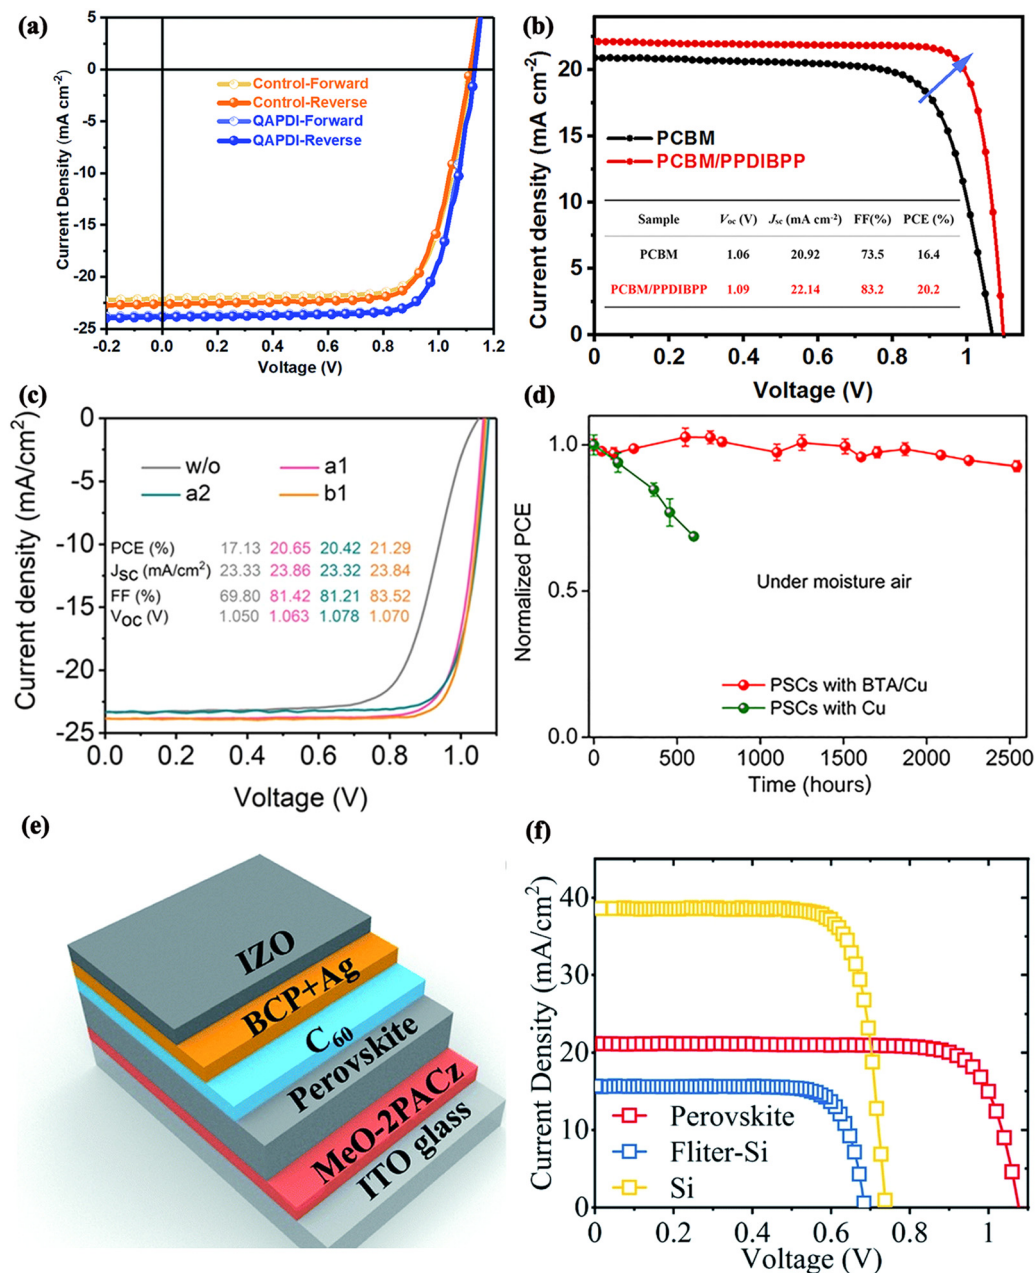 (a)
5
0
-5
-10
-15
-20
-25
Control-Forward
Control-Reverse
QAPDI-Forward
QAPDI-Reverse
Current Density (mA cm-2)
-0.2 0.0 0.2 0.4 0.6 0.8 1.0 1.2
Voltage (V)
(b)
20
15
10
5
0
PCBM
PCBM/PPDIBPP
Sample Voc (V) Jsc (mA cm-2) FF(%) PCE (%)
PCBM 1.06 20.92 73.5 16.4
PCBM/PPDIBPP 1.09 22.14 83.2 20.2
Current density (mA cm-2)
0 0.2 0.4 0.6 0.8 1
Voltage (V)
(c)
0
-5
-10
-15
-20
-25
w/o a1
a2 b1
PCE (%) 17.13 20.65 20.42 21.29
JSC (mA/cm2) 23.33 23.86 23.32 23.84
FF (%) 69.80 81.42 81.21 83.52
VOC (V) 1.050 1.063 1.078 1.070
Current density (mA/cm2)
0.0 0.2 0.4 0.6 0.8 1.0
Voltage (V)
(d)
1.0
0.5
0.0
Under moisture air
PSCs with BTA/Cu
PSCs with Cu
Normalized PCE
0 500 1000 1500 2000 2500
Time (hours)
(e)
IZO
BCP+Ag
C60
Perovskite
MeO-2PACz
ITO glass
(f)
40
30
20
10
0
Perovskite
Fliter-Si
Si
Current Density (mA/cm2)
0 0.2 0.4 0.6 0.8 1
Voltage (V)